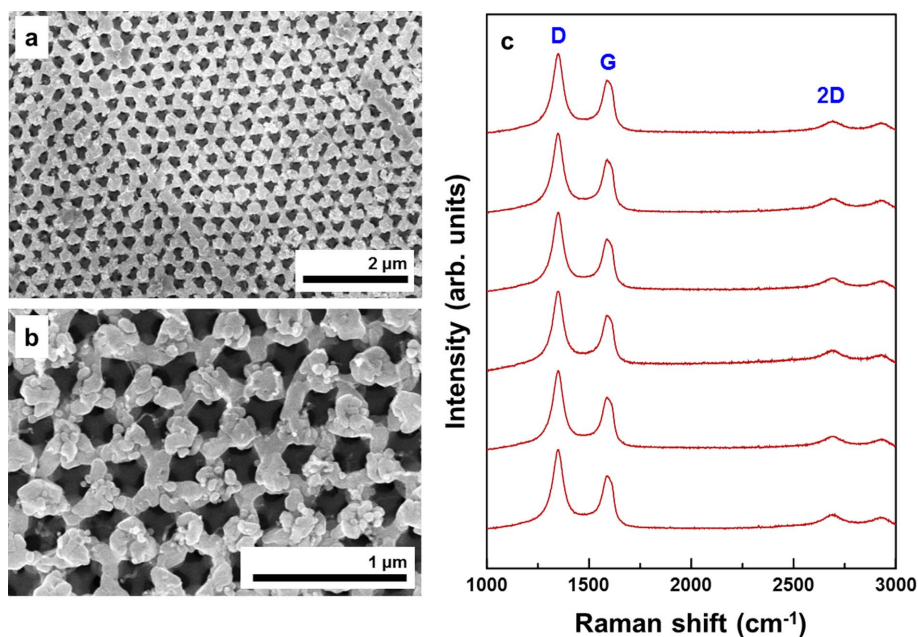 a
2 µm
b
1 µm
c
D
G
2D
Intensity (arb. units)
1000 1500 2000 2500 3000
Raman shift (cm⁻¹)